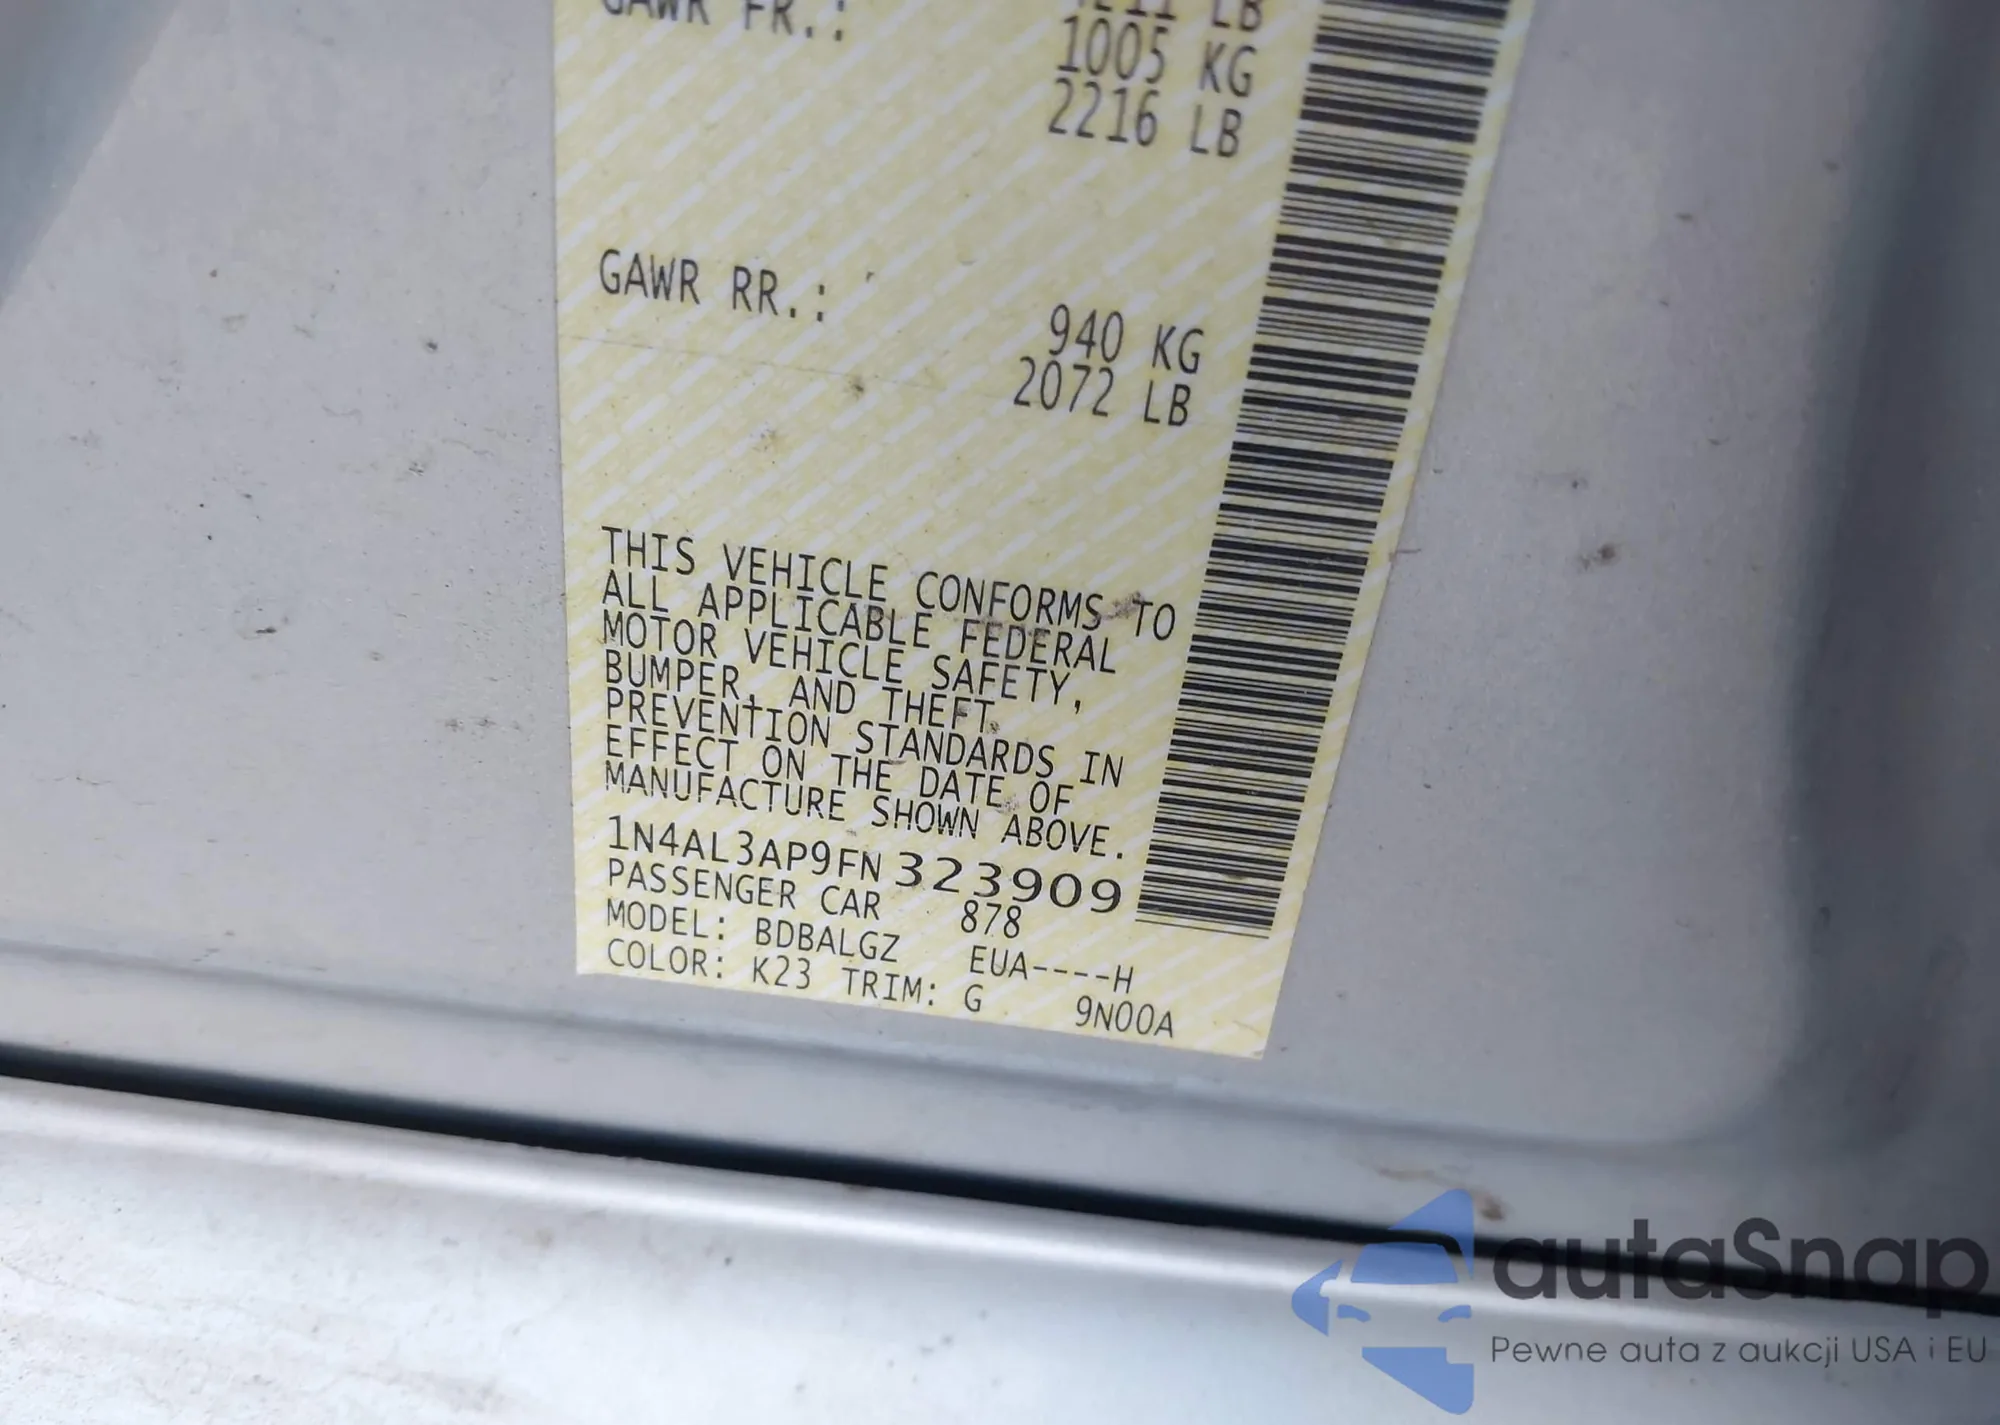 GAWR FR.: 4211 LB
1005 KG
2216 LB
GAWR RR.:
940 KG
2072 LB
THIS VEHICLE CONFORMS TO
ALL APPLICABLE FEDERAL
MOTOR VEHICLE SAFETY,
BUMPER, AND THEFT
PREVENTION STANDARDS IN
EFFECT ON THE DATE OF
MANUFACTURE SHOWN ABOVE.
1N4AL3AP9FN323909
PASSENGER CAR 878
MODEL: BDBALGZ EUA----H
COLOR: K23 TRIM: G 9N00A
autaSnap
Pewne auta z aukcji USA i EU